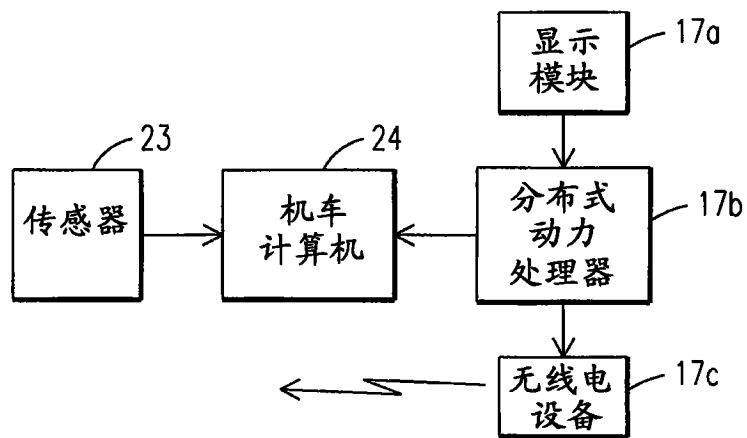 显示
模块
17a
23
24
传感器
机车
计算机
分布式
动力
处理器
17b
无线电
设备
17c